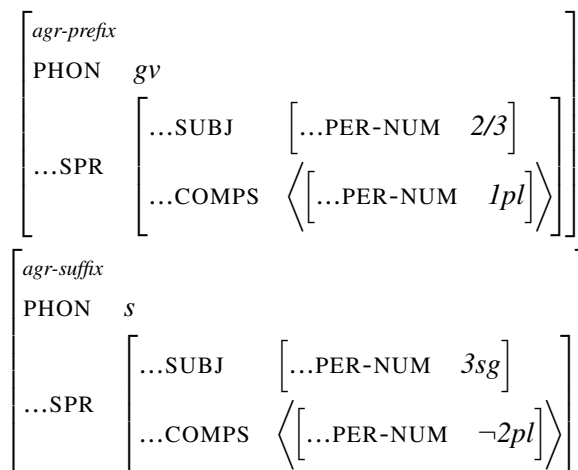 agr-prefix
PHON gv
…SUBJ […PER-NUM 2/3]
…SPR
…COMPS ⟨[…PER-NUM 1pl]⟩
agr-suffix
PHON s
…SUBJ […PER-NUM 3sg]
…SPR
…COMPS ⟨[…PER-NUM ¬2pl]⟩